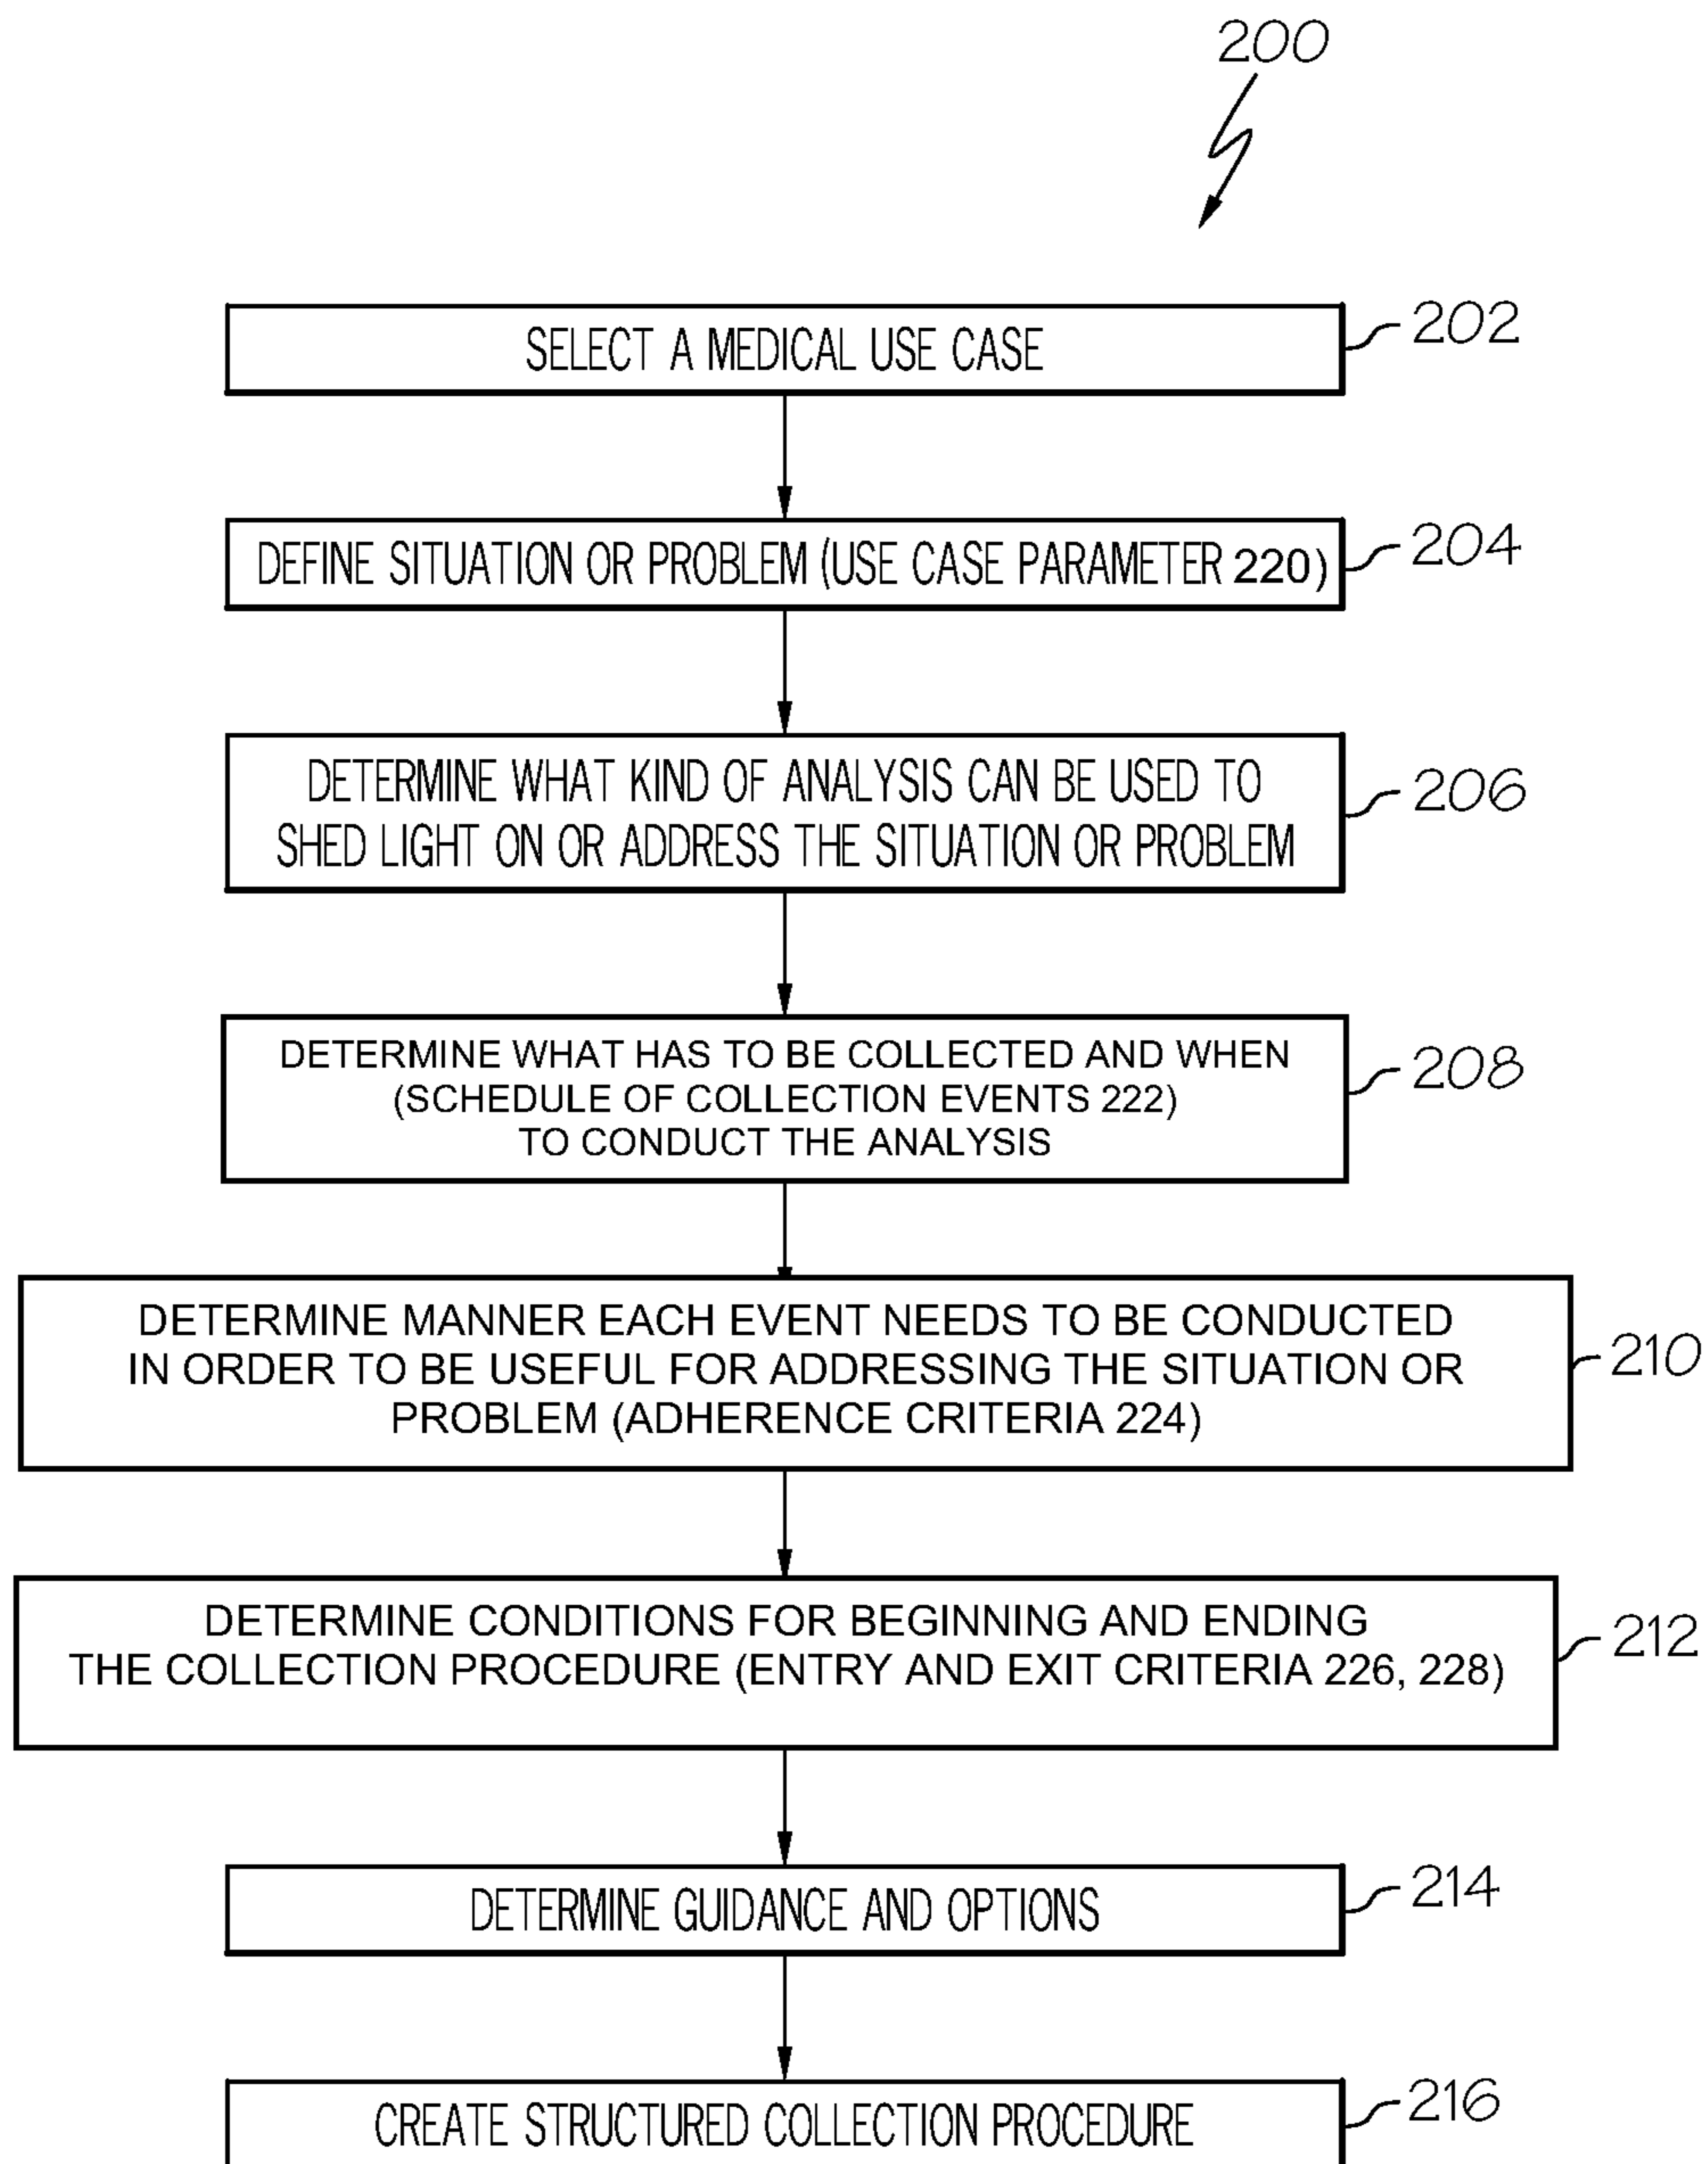 200
SELECT A MEDICAL USE CASE
202
DEFINE SITUATION OR PROBLEM (USE CASE PARAMETER 220)
204
DETERMINE WHAT KIND OF ANALYSIS CAN BE USED TO
SHED LIGHT ON OR ADDRESS THE SITUATION OR PROBLEM
206
DETERMINE WHAT HAS TO BE COLLECTED AND WHEN
(SCHEDULE OF COLLECTION EVENTS 222)
TO CONDUCT THE ANALYSIS
208
DETERMINE MANNER EACH EVENT NEEDS TO BE CONDUCTED
IN ORDER TO BE USEFUL FOR ADDRESSING THE SITUATION OR
PROBLEM (ADHERENCE CRITERIA 224)
210
DETERMINE CONDITIONS FOR BEGINNING AND ENDING
THE COLLECTION PROCEDURE (ENTRY AND EXIT CRITERIA 226, 228)
212
DETERMINE GUIDANCE AND OPTIONS
214
CREATE STRUCTURED COLLECTION PROCEDURE
216